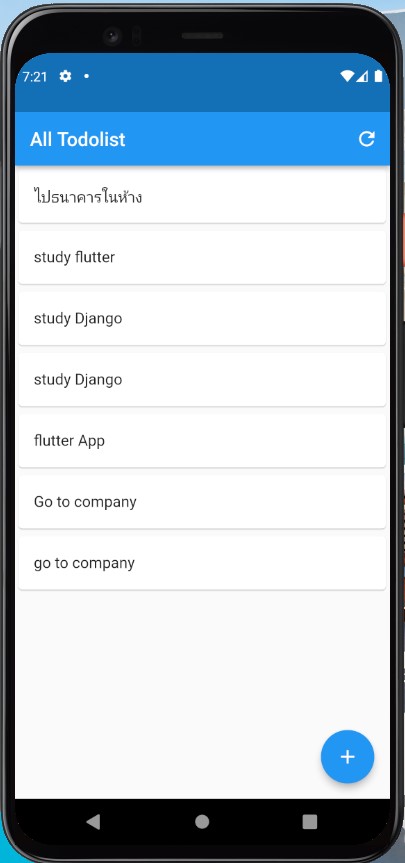 7:21
All Todolist
ไปธนาคารในห้าง
study flutter
study Django
study Django
flutter App
Go to company
go to company